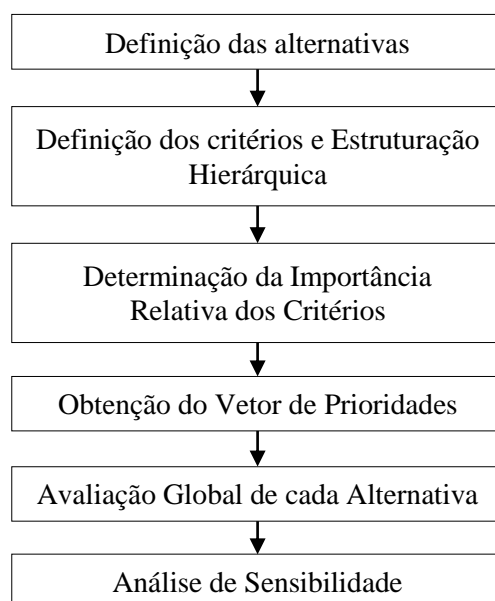 Definição das alternativas
Definição dos critérios e Estruturação
Hierárquica
Determinação da Importância
Relativa dos Critérios
Obtenção do Vetor de Prioridades
Avaliação Global de cada Alternativa
Análise de Sensibilidade